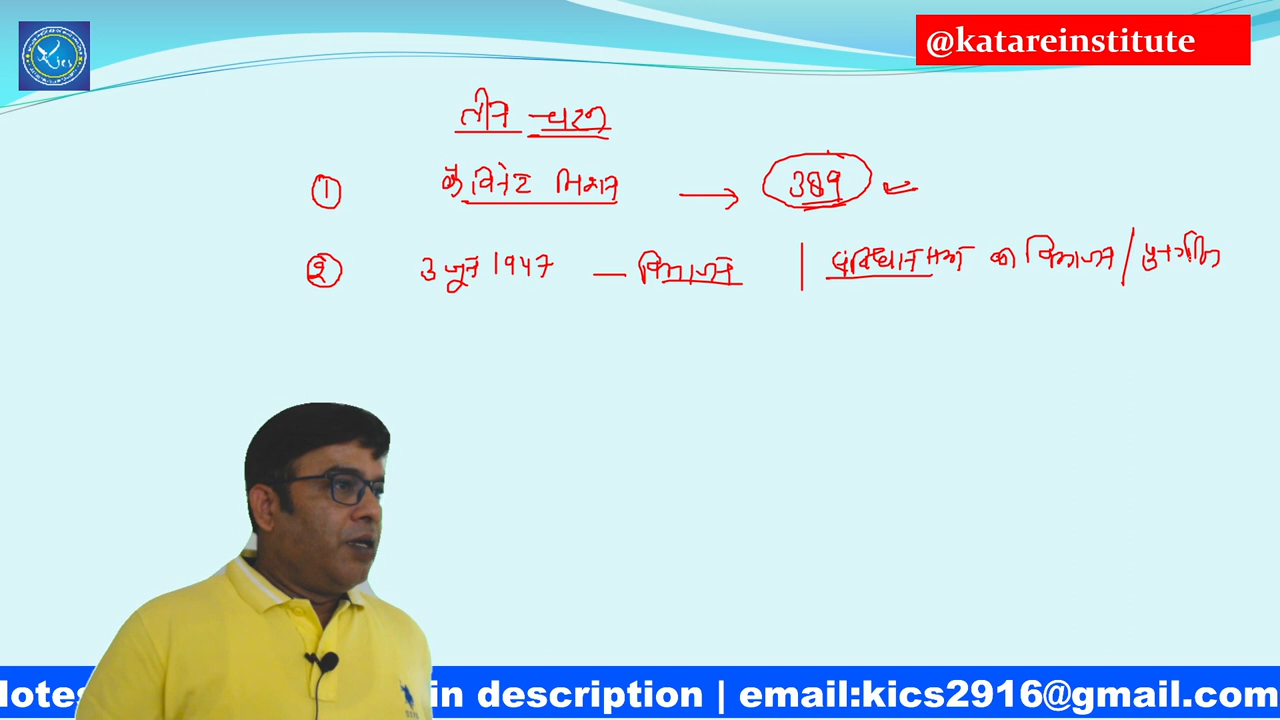 @katareinstitute
तीन चरण
① कैबिनेट मिशन → 389
② 3 जून 1947 — विभाजन | संविधान सभा का विभाजन / पुनर्गठन
in description | email:kics2916@gmail.com